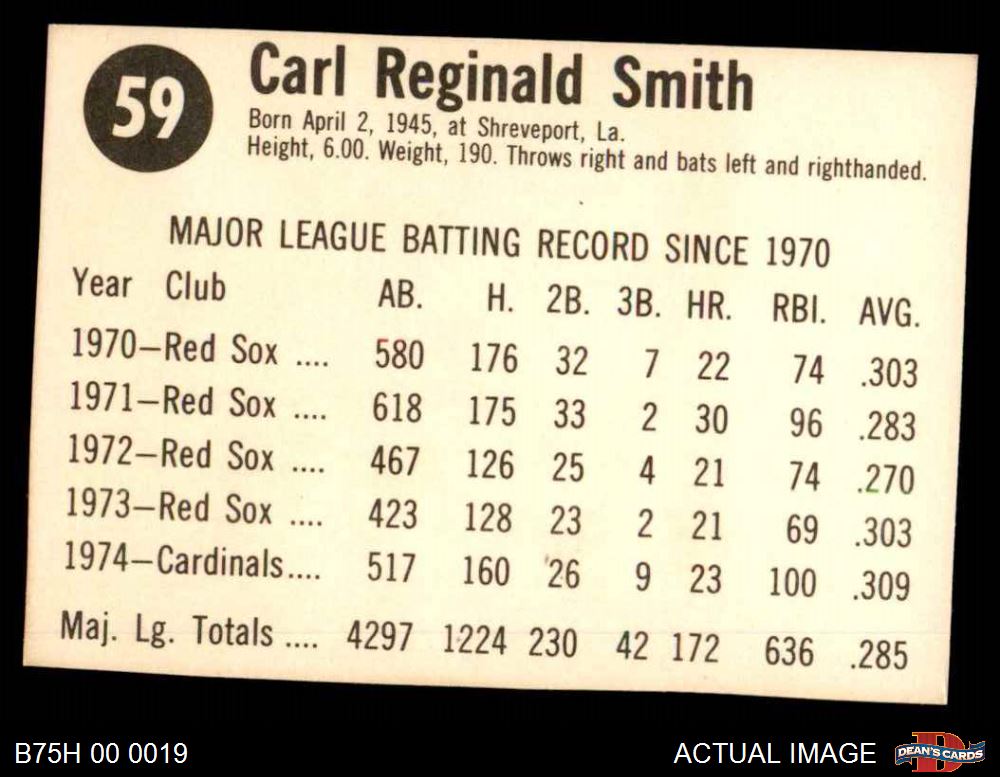 59
Carl Reginald Smith
Born April 2, 1945, at Shreveport, La.
Height, 6.00. Weight, 190. Throws right and bats left and righthanded.
MAJOR LEAGUE BATTING RECORD SINCE 1970
Year Club AB. H. 2B. 3B. HR. RBI. AVG.
1970—Red Sox .... 580 176 32 7 22 74 .303
1971—Red Sox .... 618 175 33 2 30 96 .283
1972—Red Sox .... 467 126 25 4 21 74 .270
1973—Red Sox .... 423 128 23 2 21 69 .303
1974—Cardinals.... 517 160 26 9 23 100 .309
Maj. Lg. Totals .... 4297 1224 230 42 172 636 .285
B75H 00 0019 ACTUAL IMAGE
D
DEAN'S CARDS